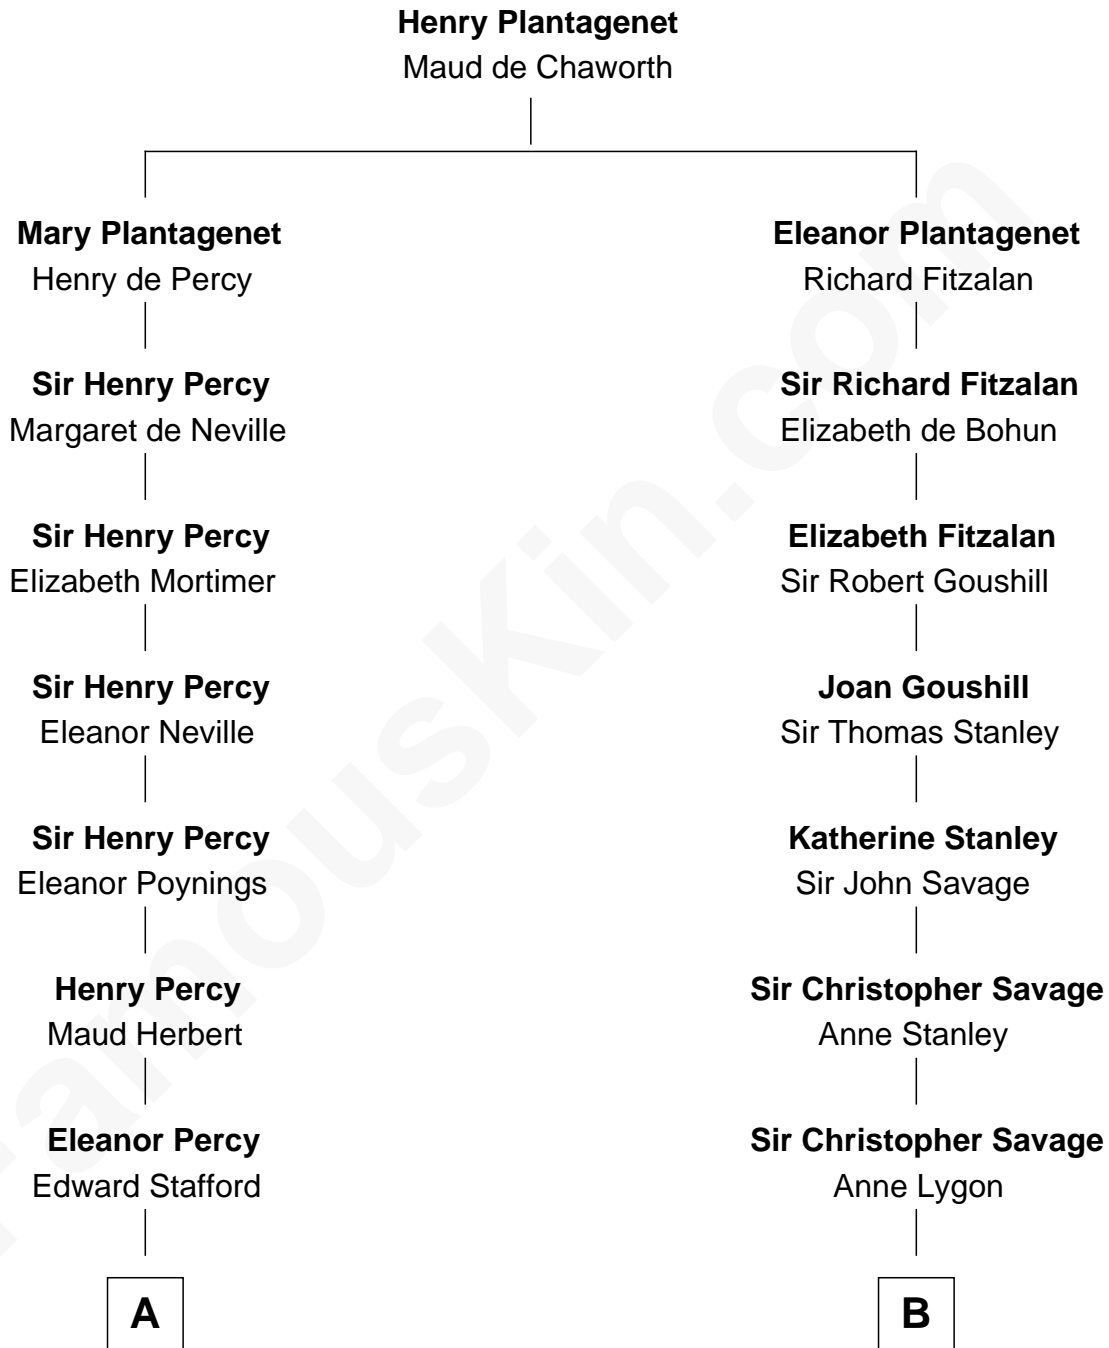 Henry Plantagenet
Maud de Chaworth
Mary Plantagenet
Henry de Percy
Eleanor Plantagenet
Richard Fitzalan
Sir Henry Percy
Margaret de Neville
Sir Richard Fitzalan
Elizabeth de Bohun
Sir Henry Percy
Elizabeth Mortimer
Elizabeth Fitzalan
Sir Robert Goushill
Sir Henry Percy
Eleanor Neville
Joan Goushill
Sir Thomas Stanley
Sir Henry Percy
Eleanor Poynings
Katherine Stanley
Sir John Savage
Henry Percy
Maud Herbert
Sir Christopher Savage
Anne Stanley
Eleanor Percy
Edward Stafford
Sir Christopher Savage
Anne Lygon
A
B
FamousKin.com